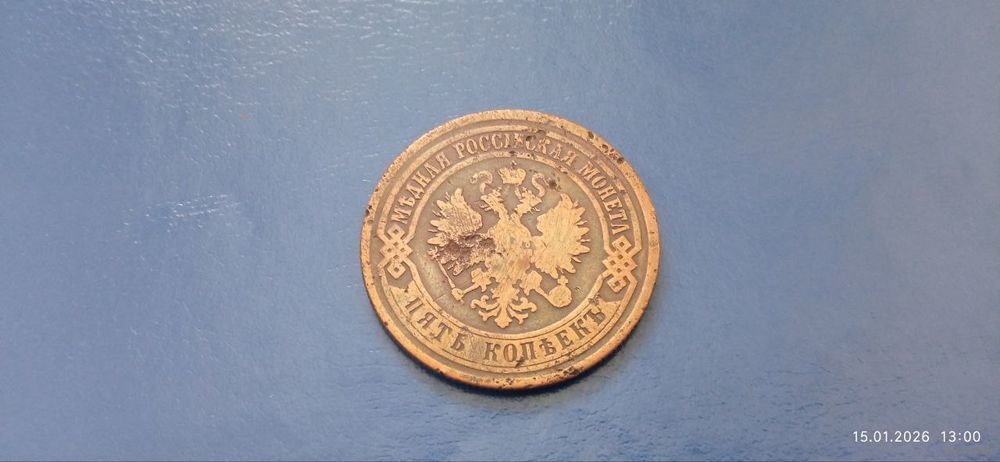 МѢДНАЯ РОССІЙСКАЯ МОНЕТА
ПЯТЬ КОПѢЕКЪ
15.01.2026 13:00